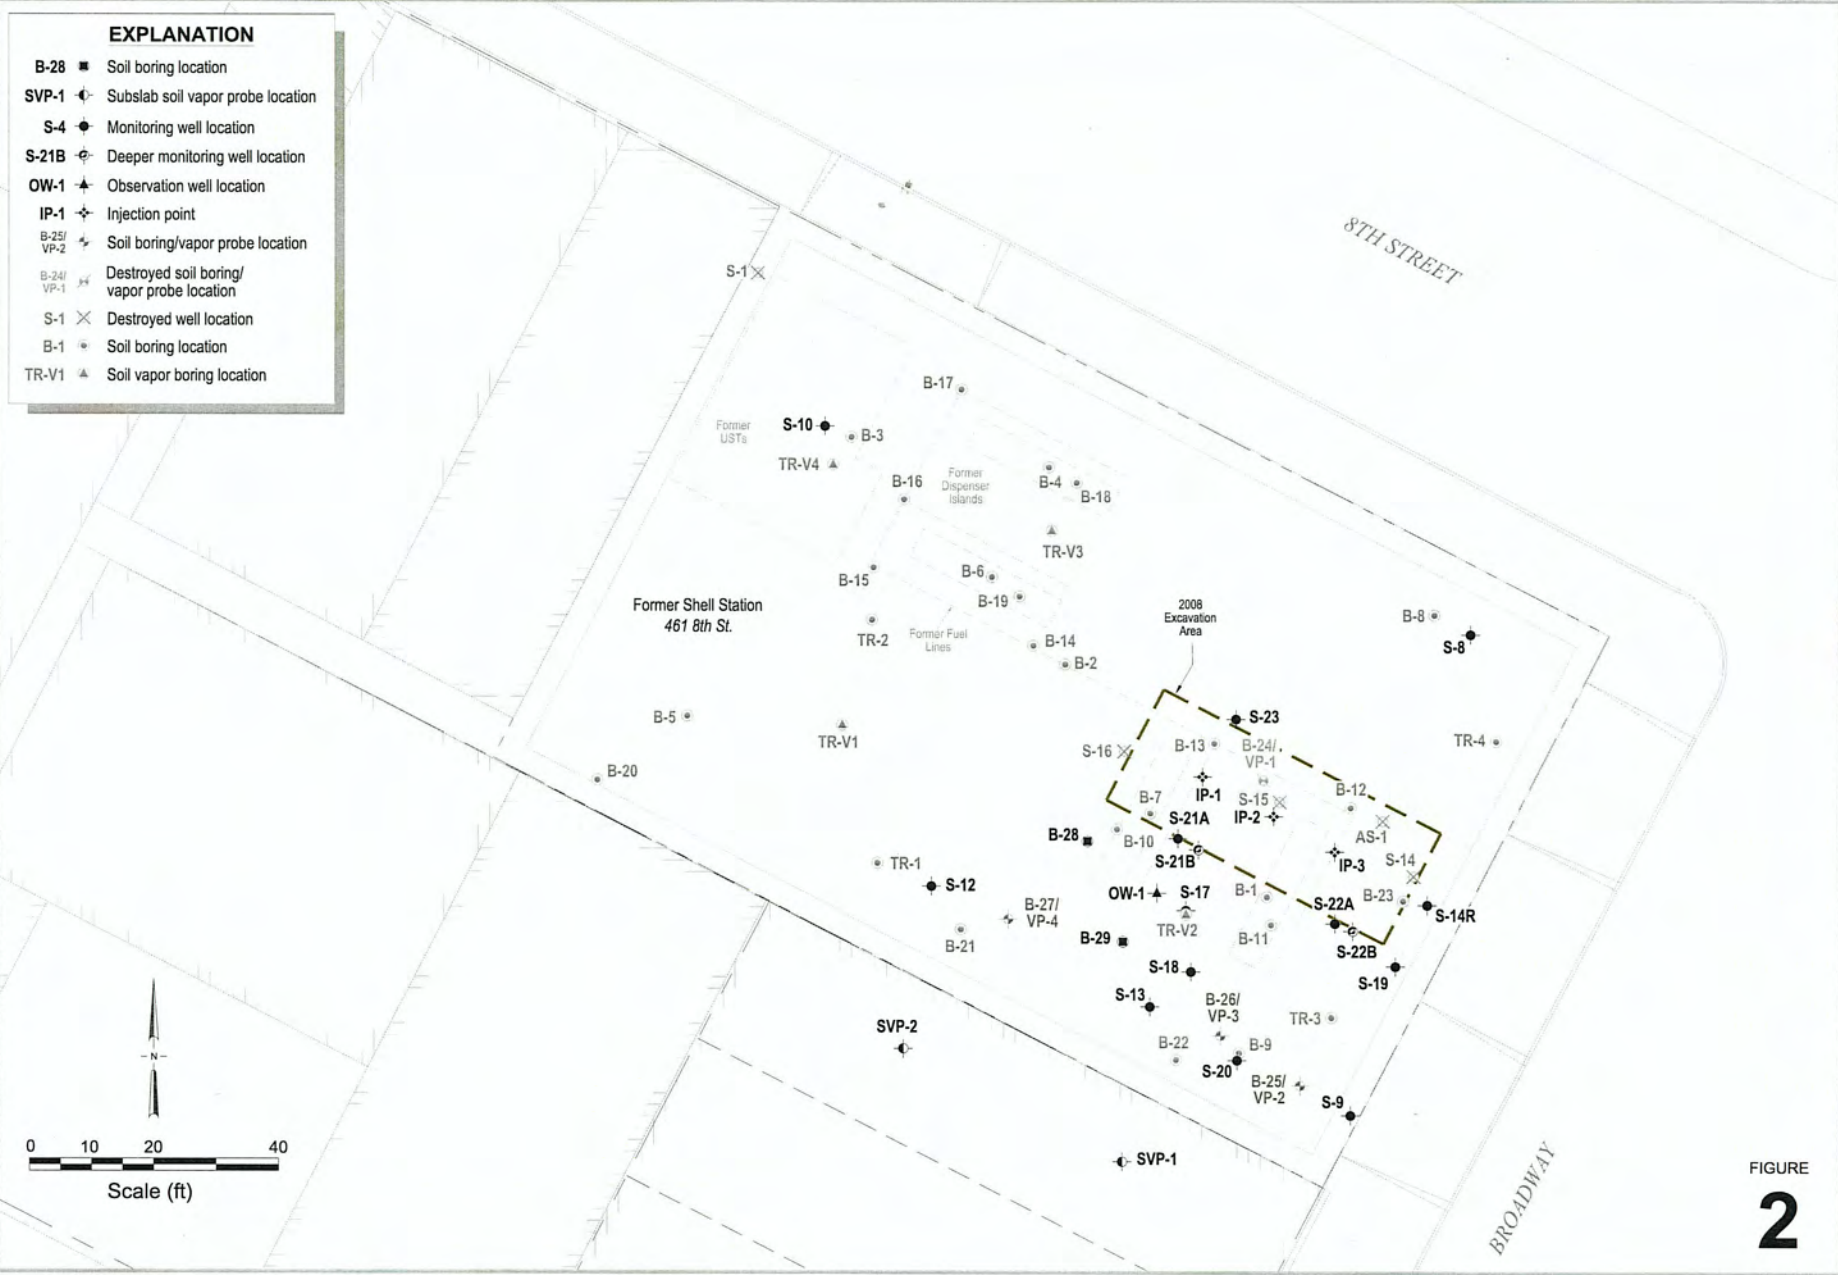 EXPLANATION
B-28 Soil boring location
SVP-1 Subslab soil vapor probe location
S-4 Monitoring well location
S-21B Deeper monitoring well location
OW-1 Observation well location
IP-1 Injection point
B-25/
VP-2 Soil boring/vapor probe location
B-24/
VP-1 Destroyed soil boring/
vapor probe location
S-1 Destroyed well location
B-1 Soil boring location
TR-V1 Soil vapor boring location
8TH STREET
S-1
B-17
Former
USTs
S-10
B-3
TR-V4
B-16
Former
Dispenser
Islands
B-4
B-18
TR-V3
B-15
B-6
B-19
Former Shell Station
461 8th St.
TR-2
Former Fuel
Lines
B-14
B-2
2008
Excavation
Area
B-8
S-8
B-5
TR-V1
B-20
S-23
TR-4
S-16
B-13
B-24/
VP-1
IP-1
S-15
B-12
B-7
S-21A
IP-2
AS-1
B-28
B-10
S-21B
IP-3
S-14
TR-1
S-12
OW-1
S-17
B-1
B-23
B-27/
VP-4
S-22A
S-14R
TR-V2
B-21
B-29
B-11
S-22B
S-18
S-19
S-13
B-26/
VP-3
TR-3
SVP-2
B-22
B-9
S-20
B-25/
VP-2
S-9
SVP-1
N
0 10 20 40
Scale (ft)
BROADWAY
FIGURE
2